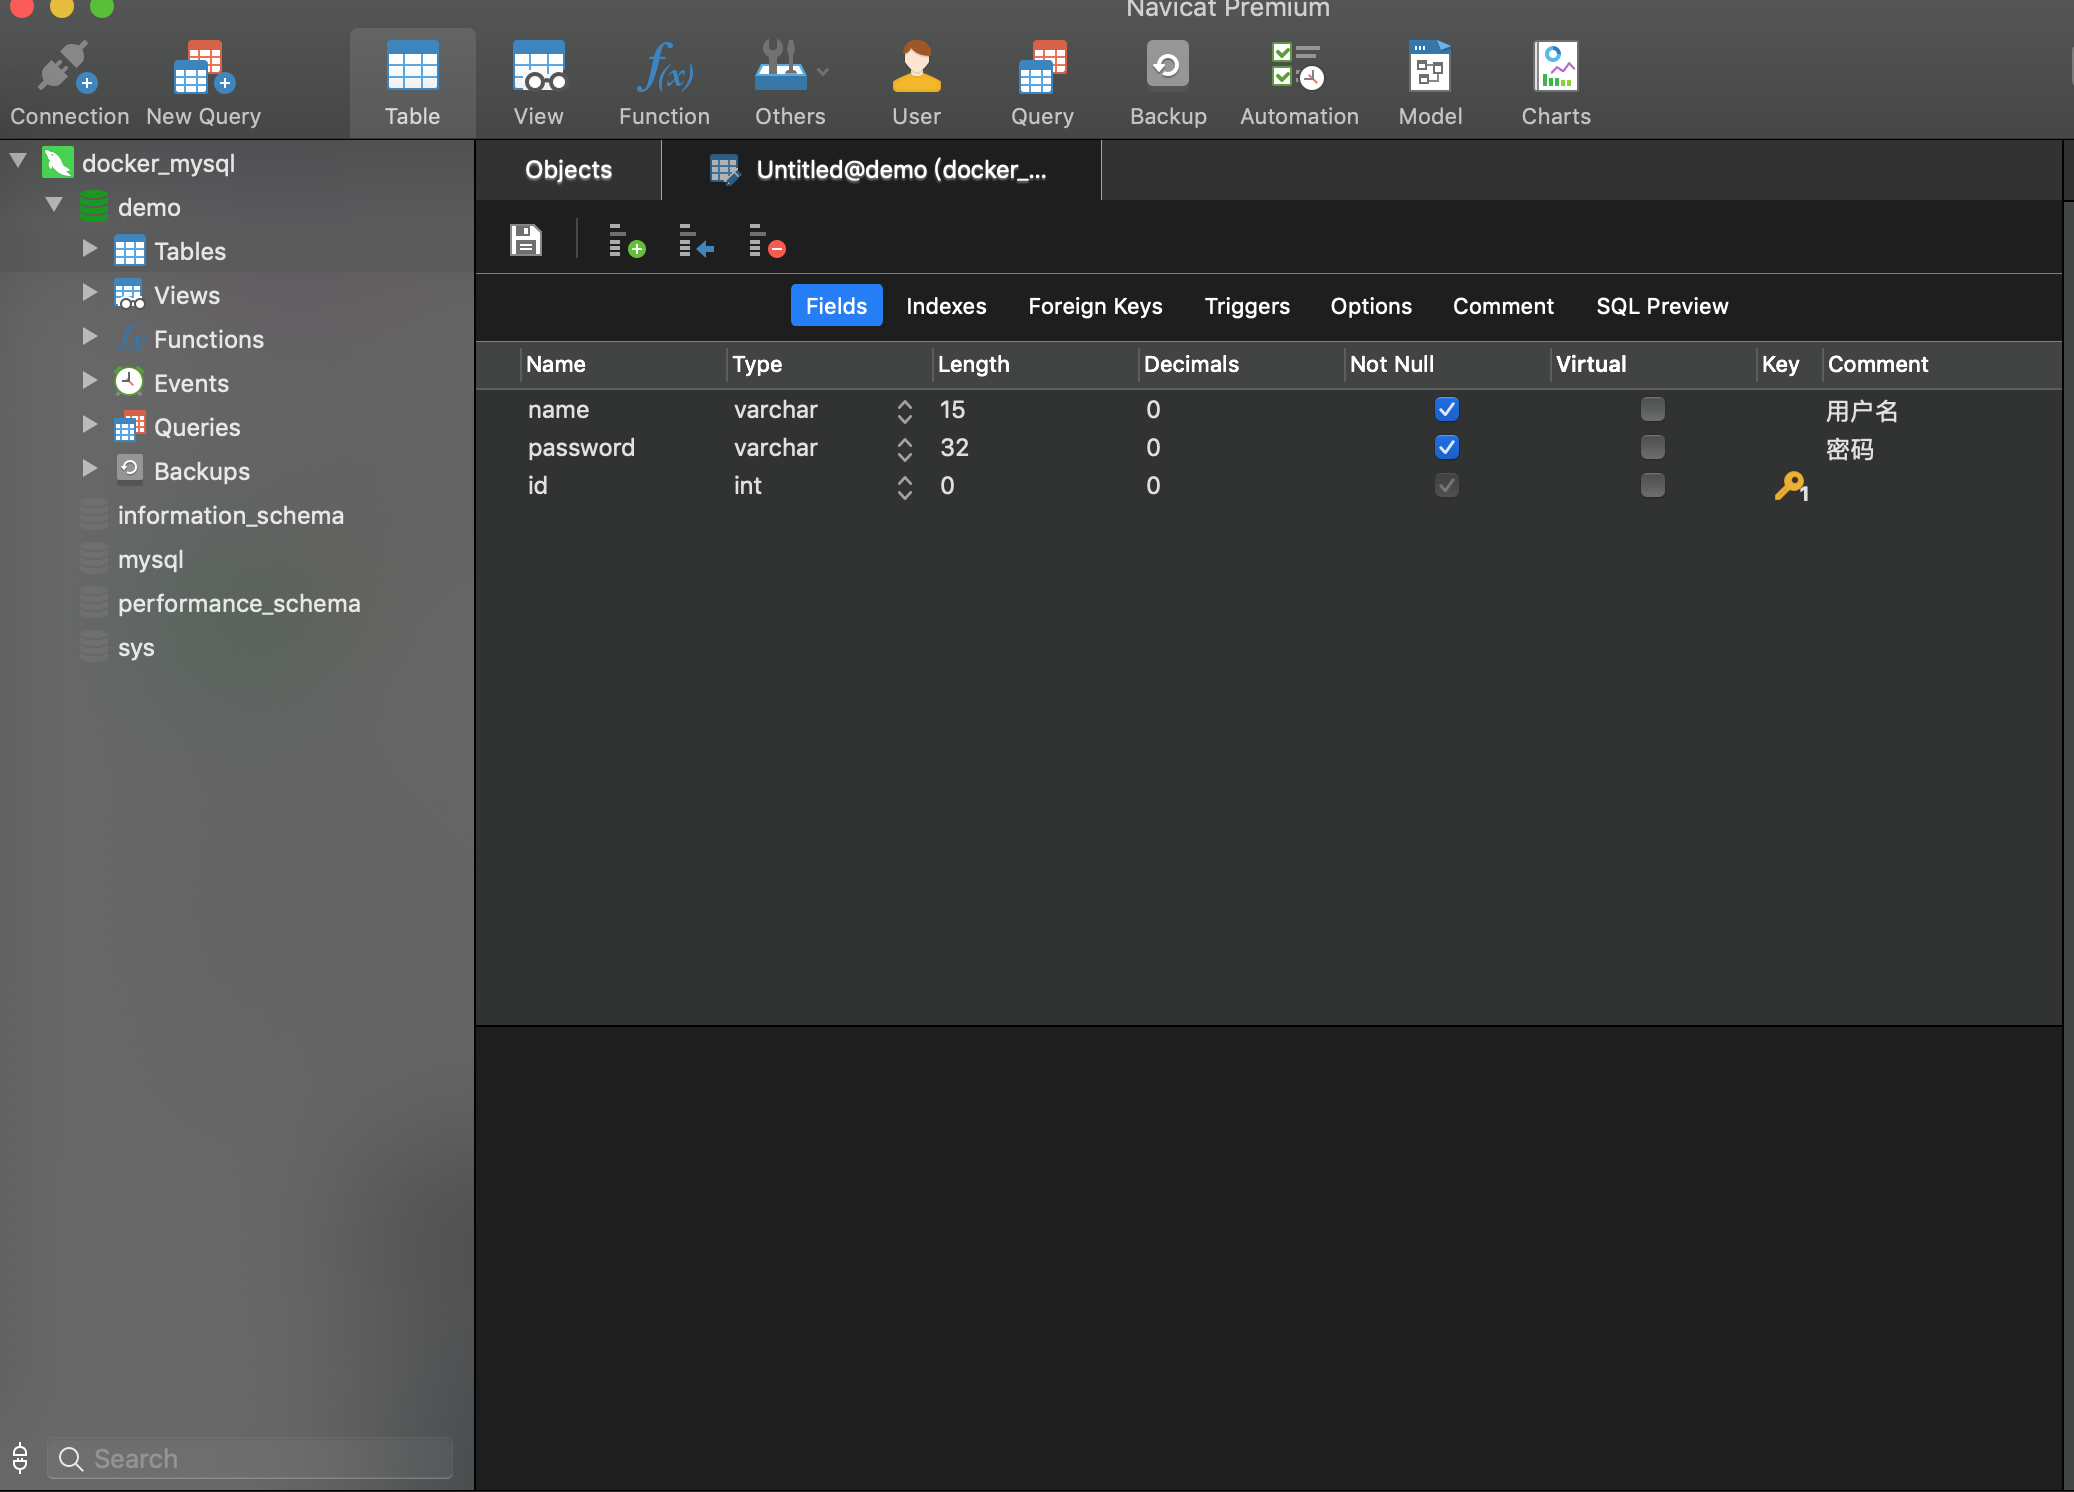 Navicat Premium
Connection New Query Table View Function Others User Query Backup Automation Model Charts
docker_mysql
demo
Tables
Views
Functions
Events
Queries
Backups
information_schema
mysql
performance_schema
sys
Search
Objects Untitled@demo (docker_...
Fields Indexes Foreign Keys Triggers Options Comment SQL Preview
Name Type Length Decimals Not Null Virtual Key Comment
name varchar 15 0 用户名
password varchar 32 0 密码
id int 0 0 1